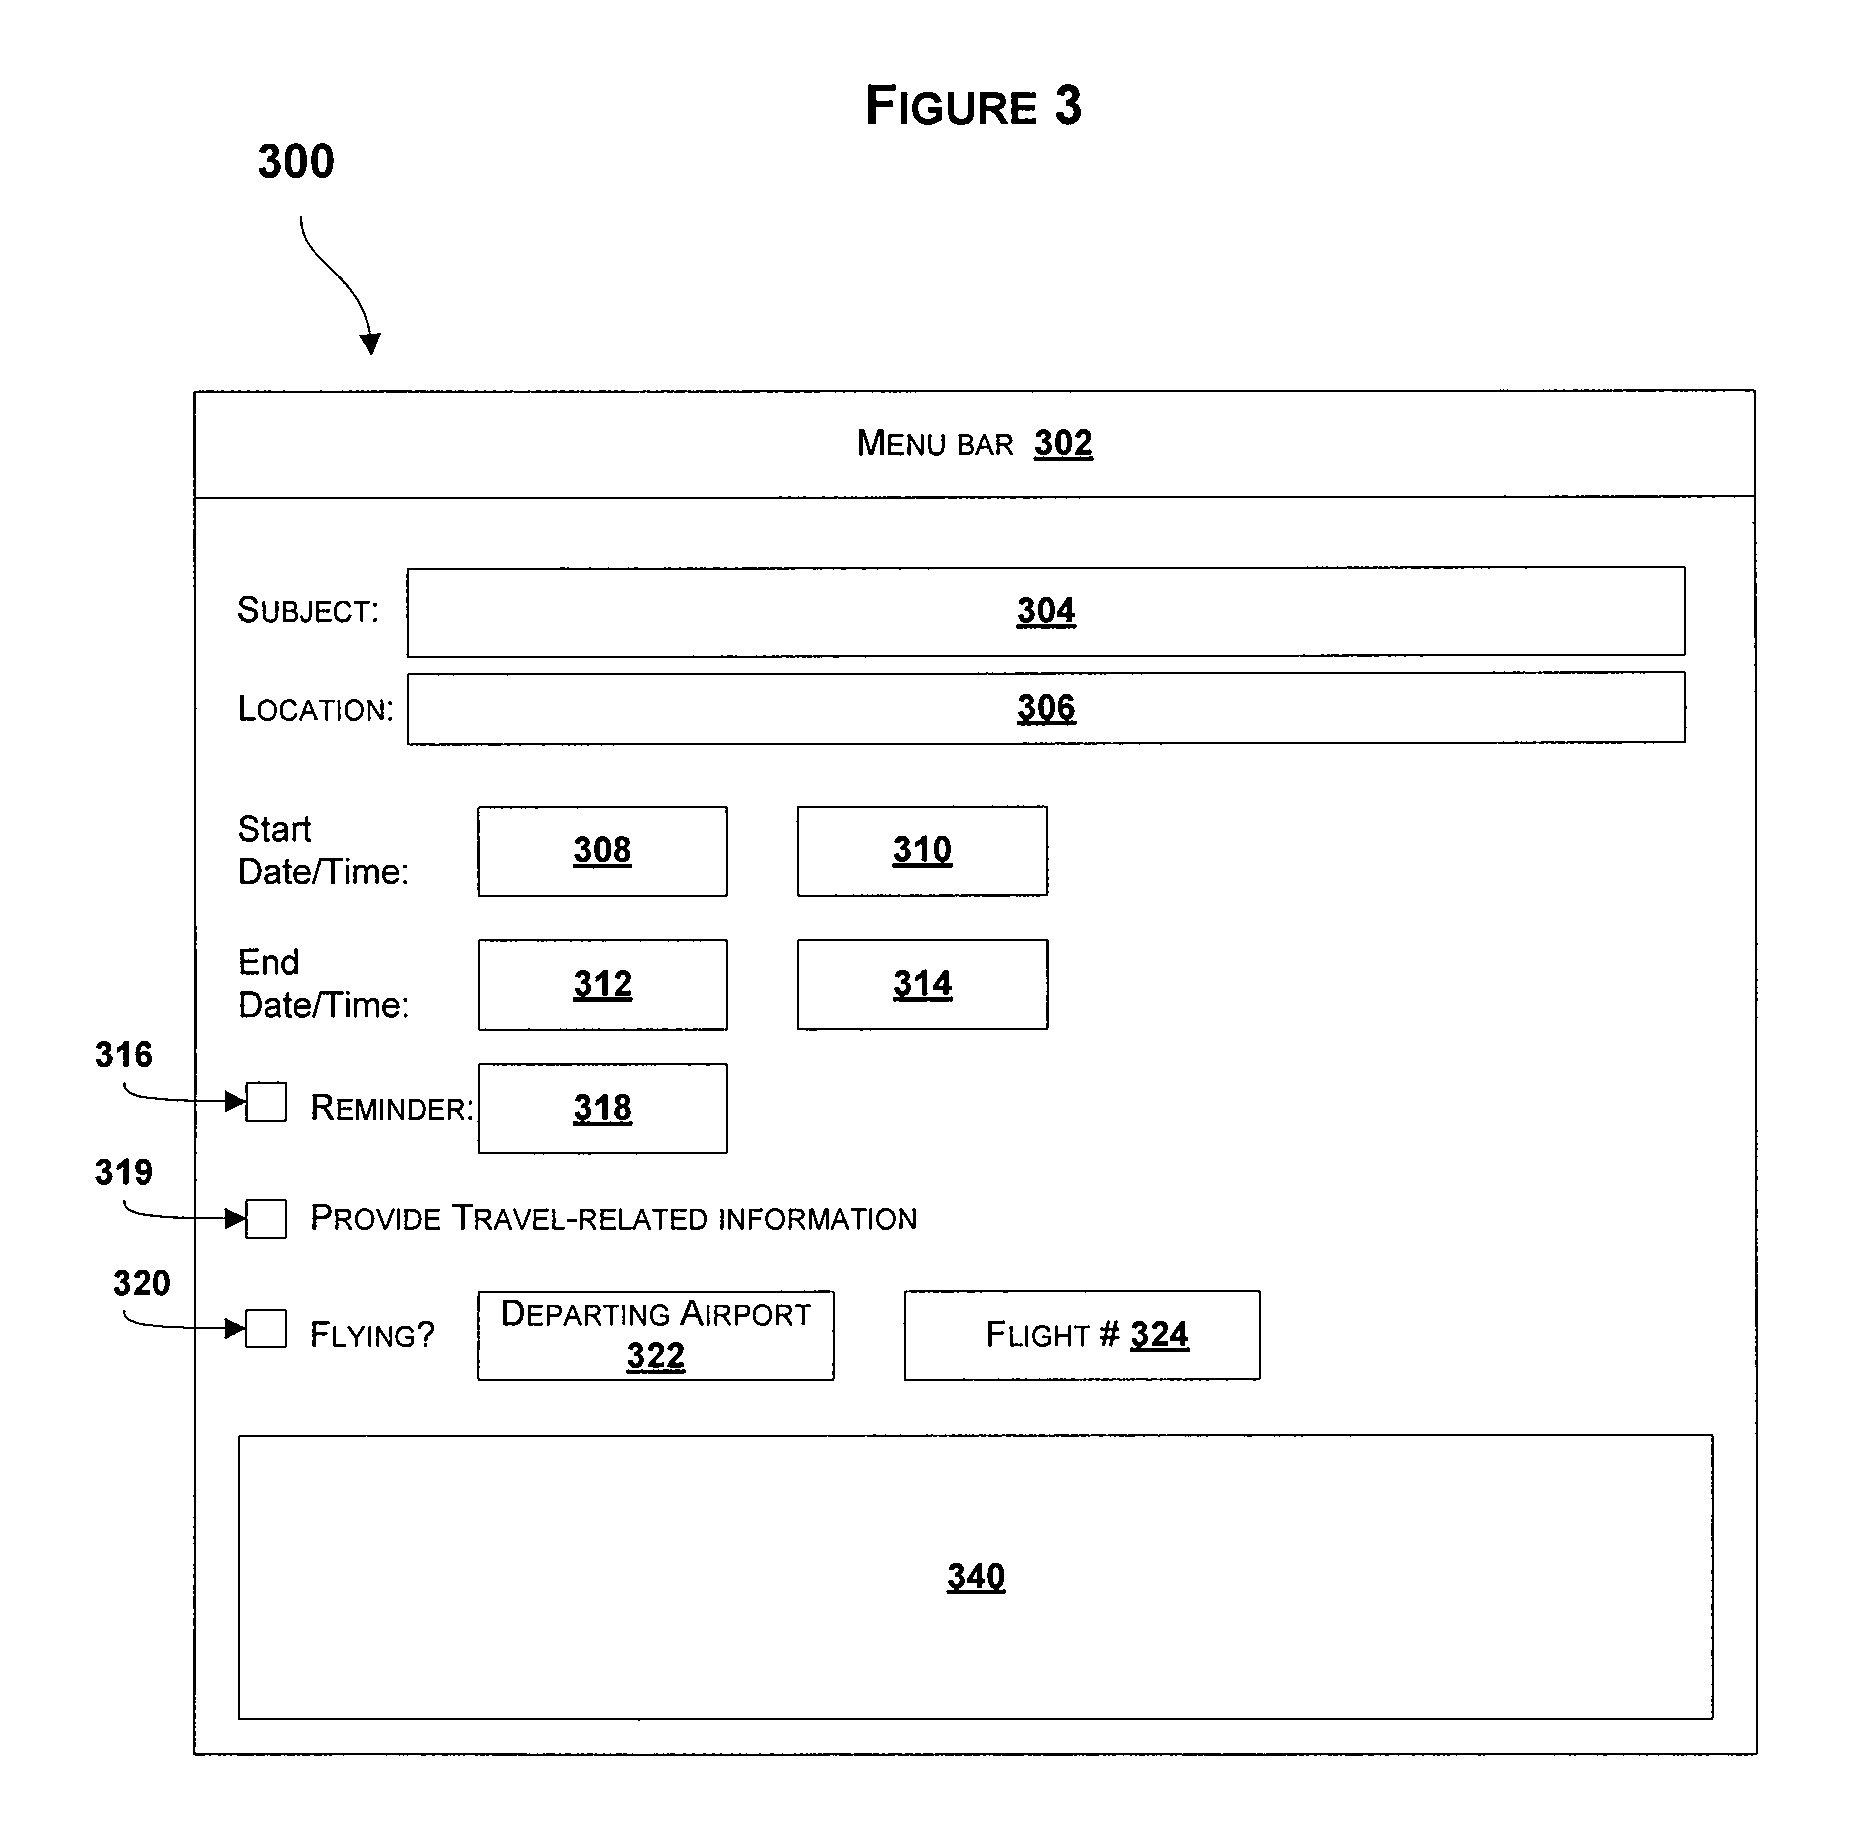 FIGURE 3
300
MENU BAR 302
SUBJECT: 304
LOCATION: 306
Start
Date/Time: 308 310
End
Date/Time: 312 314
316
REMINDER: 318
319
PROVIDE TRAVEL-RELATED INFORMATION
320
FLYING? DEPARTING AIRPORT
322 FLIGHT # 324
340